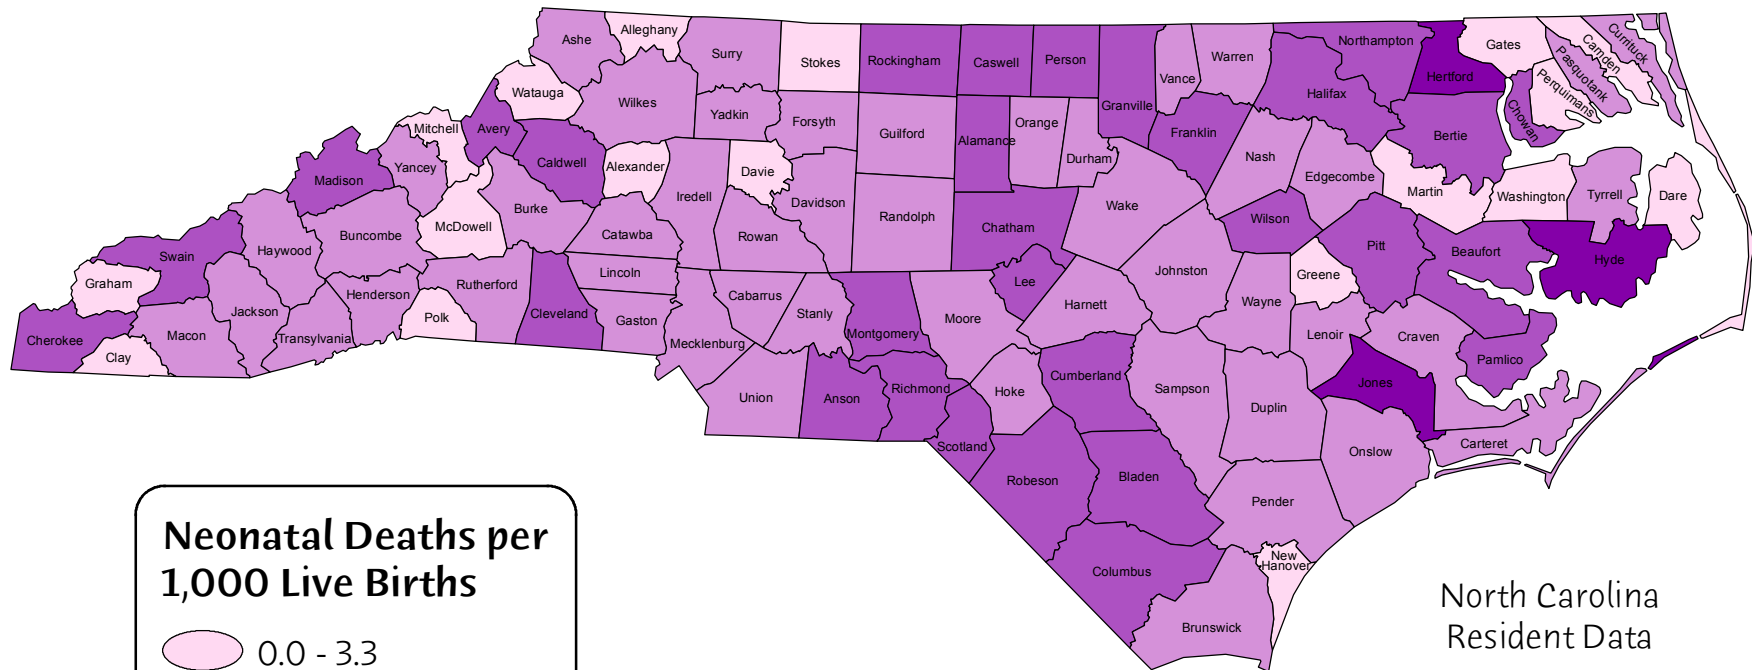 Alleghany
Ashe
Surry
Stokes
Rockingham
Caswell
Person
Granville
Vance
Warren
Northampton
Hertford
Gates
Camden
Currituck
Pasquotank
Perquimans
Chowan
Halifax
Bertie
Watauga
Wilkes
Yadkin
Forsyth
Guilford
Alamance
Orange
Durham
Franklin
Nash
Edgecombe
Martin
Washington
Tyrrell
Dare
Mitchell
Avery
Yancey
Caldwell
Alexander
Davie
Iredell
Davidson
Randolph
Chatham
Wake
Wilson
Pitt
Beaufort
Hyde
Madison
Burke
McDowell
Buncombe
Haywood
Catawba
Rowan
Swain
Graham
Jackson
Henderson
Rutherford
Lincoln
Cabarrus
Stanly
Montgomery
Moore
Lee
Harnett
Johnston
Wayne
Greene
Lenoir
Craven
Pamlico
Cherokee
Clay
Macon
Transylvania
Polk
Cleveland
Gaston
Mecklenburg
Union
Anson
Richmond
Scotland
Hoke
Cumberland
Sampson
Duplin
Jones
Onslow
Carteret
Robeson
Bladen
Pender
New
Hanover
Columbus
Brunswick
Neonatal Deaths per
1,000 Live Births
0.0 - 3.3
North Carolina
Resident Data